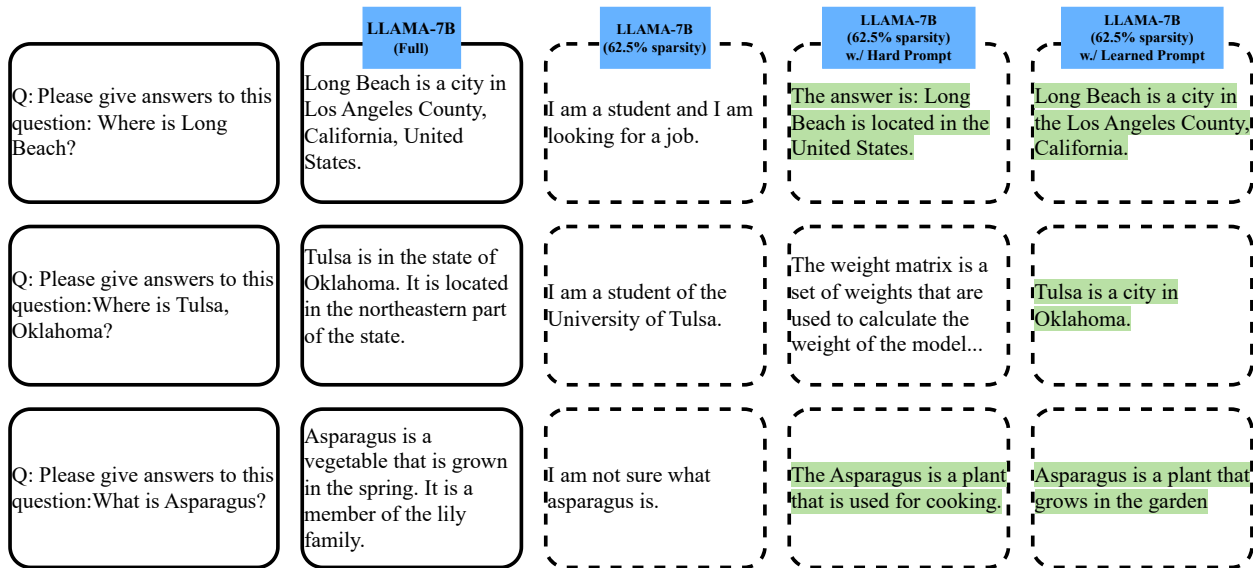 LLAMA-7B
(Full)
LLAMA-7B
(62.5% sparsity)
LLAMA-7B
(62.5% sparsity)
w./ Hard Prompt
LLAMA-7B
(62.5% sparsity)
w./ Learned Prompt
Q: Please give answers to this
question: Where is Long
Beach?
Long Beach is a city in
Los Angeles County,
California, United
States.
I am a student and I am
looking for a job.
The answer is: Long
Beach is located in the
United States.
Long Beach is a city in
the Los Angeles County,
California.
Q: Please give answers to this
question:Where is Tulsa,
Oklahoma?
Tulsa is in the state of
Oklahoma. It is located
in the northeastern part
of the state.
I am a student of the
University of Tulsa.
The weight matrix is a
set of weights that are
used to calculate the
weight of the model...
Tulsa is a city in
Oklahoma.
Q: Please give answers to this
question:What is Asparagus?
Asparagus is a
vegetable that is grown
in the spring. It is a
member of the lily
family.
I am not sure what
asparagus is.
The Asparagus is a plant
that is used for cooking.
Asparagus is a plant that
grows in the garden